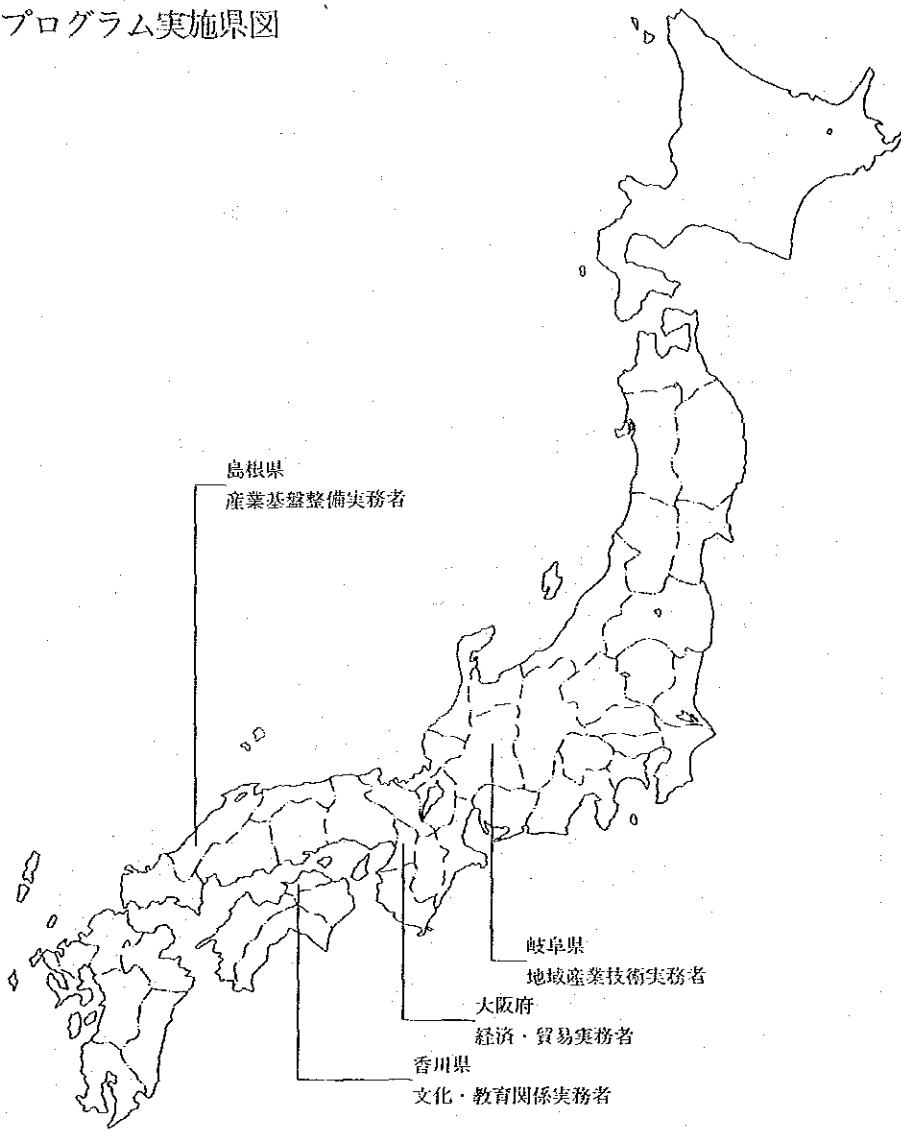 プログラム実施県図
島根県
産業基盤整備実務者
岐阜県
地域産業技術実務者
大阪府
経済・貿易実務者
香川県
文化・教育関係実務者